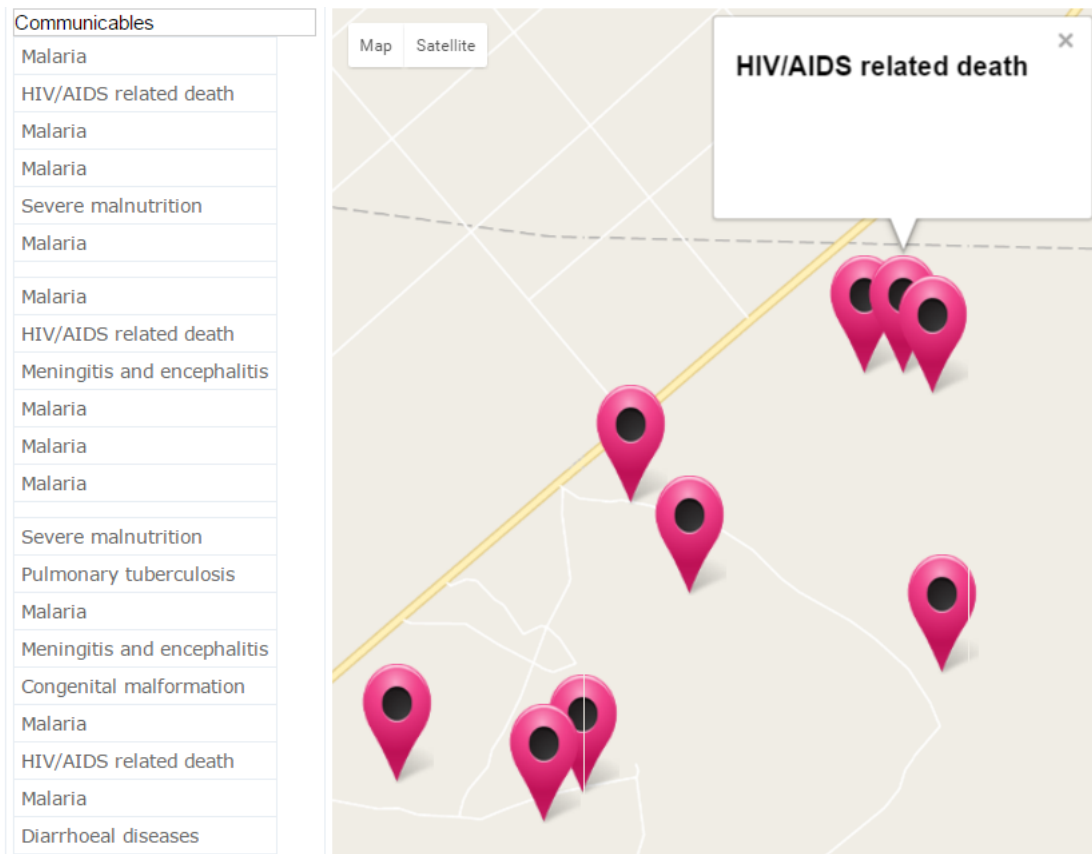 Communicables
Malaria
HIV/AIDS related death
Malaria
Malaria
Severe malnutrition
Malaria
Malaria
HIV/AIDS related death
Meningitis and encephalitis
Malaria
Malaria
Malaria
Severe malnutrition
Pulmonary tuberculosis
Malaria
Meningitis and encephalitis
Congenital malformation
Malaria
HIV/AIDS related death
Malaria
Diarrhoeal diseases
Map Satellite
HIV/AIDS related death